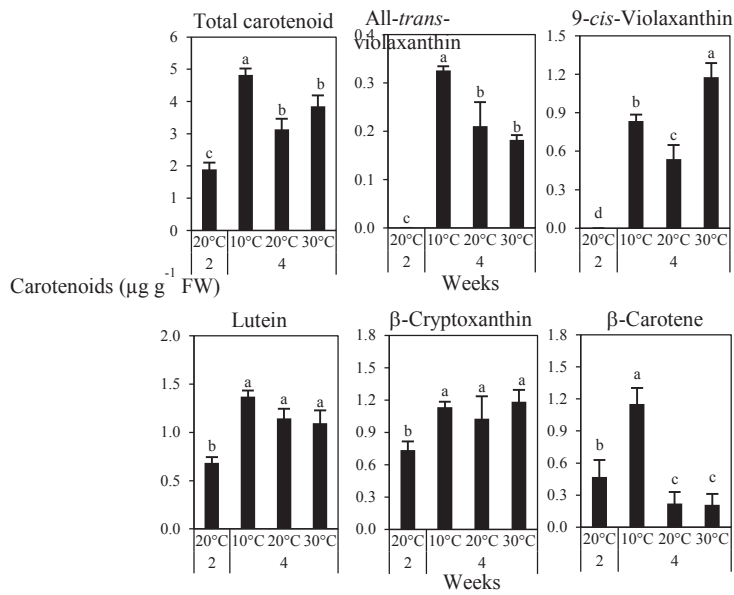 Total carotenoid
All-trans-
violaxanthin
9-cis-Violaxanthin
6
5
4
3
2
1
0
a
b
b
c
20°C 10°C 20°C 30°C
2 4
0.4
0.3
0.2
0.1
0.0
a
b
b
c
20°C 10°C 20°C 30°C
2 4
1.5
1.2
0.9
0.6
0.3
0.0
a
b
c
d
20°C 10°C 20°C 30°C
2 4
-1
Carotenoids (µg g FW)
Weeks
Lutein
β-Cryptoxanthin
β-Carotene
2.0
1.5
1.0
0.5
0.0
b
a
a
a
20°C 10°C 20°C 30°C
2 4
1.8
1.5
1.2
0.9
0.6
0.3
0.0
b
a
a
a
20°C 10°C 20°C 30°C
2 4
1.8
1.5
1.2
0.9
0.6
0.3
0.0
b
a
c
c
20°C 10°C 20°C 30°C
2 4
Weeks